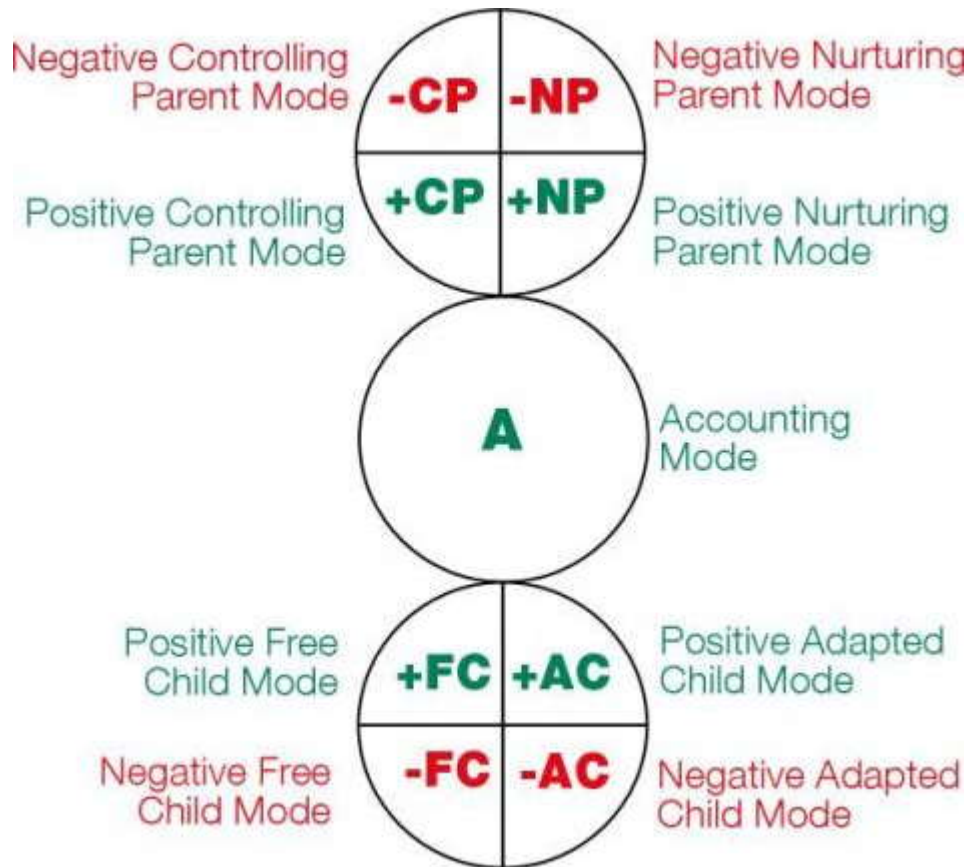 Negative Controlling
Parent Mode
-CP
-NP
Negative Nurturing
Parent Mode
Positive Controlling
Parent Mode
+CP
+NP
Positive Nurturing
Parent Mode
A
Accounting
Mode
Positive Free
Child Mode
+FC
+AC
Positive Adapted
Child Mode
Negative Free
Child Mode
-FC
-AC
Negative Adapted
Child Mode